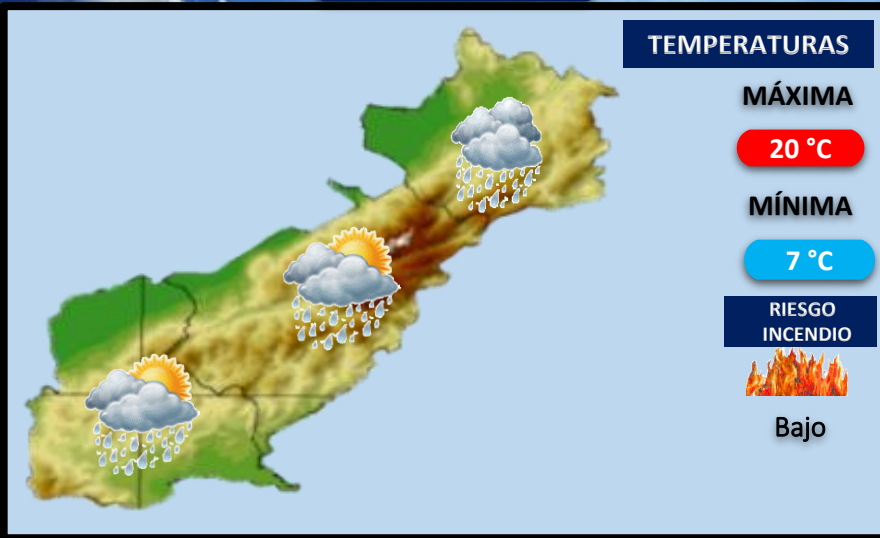 TEMPERATURAS
MÁXIMA
20 °C
MÍNIMA
7 °C
RIESGO
INCENDIO
Bajo